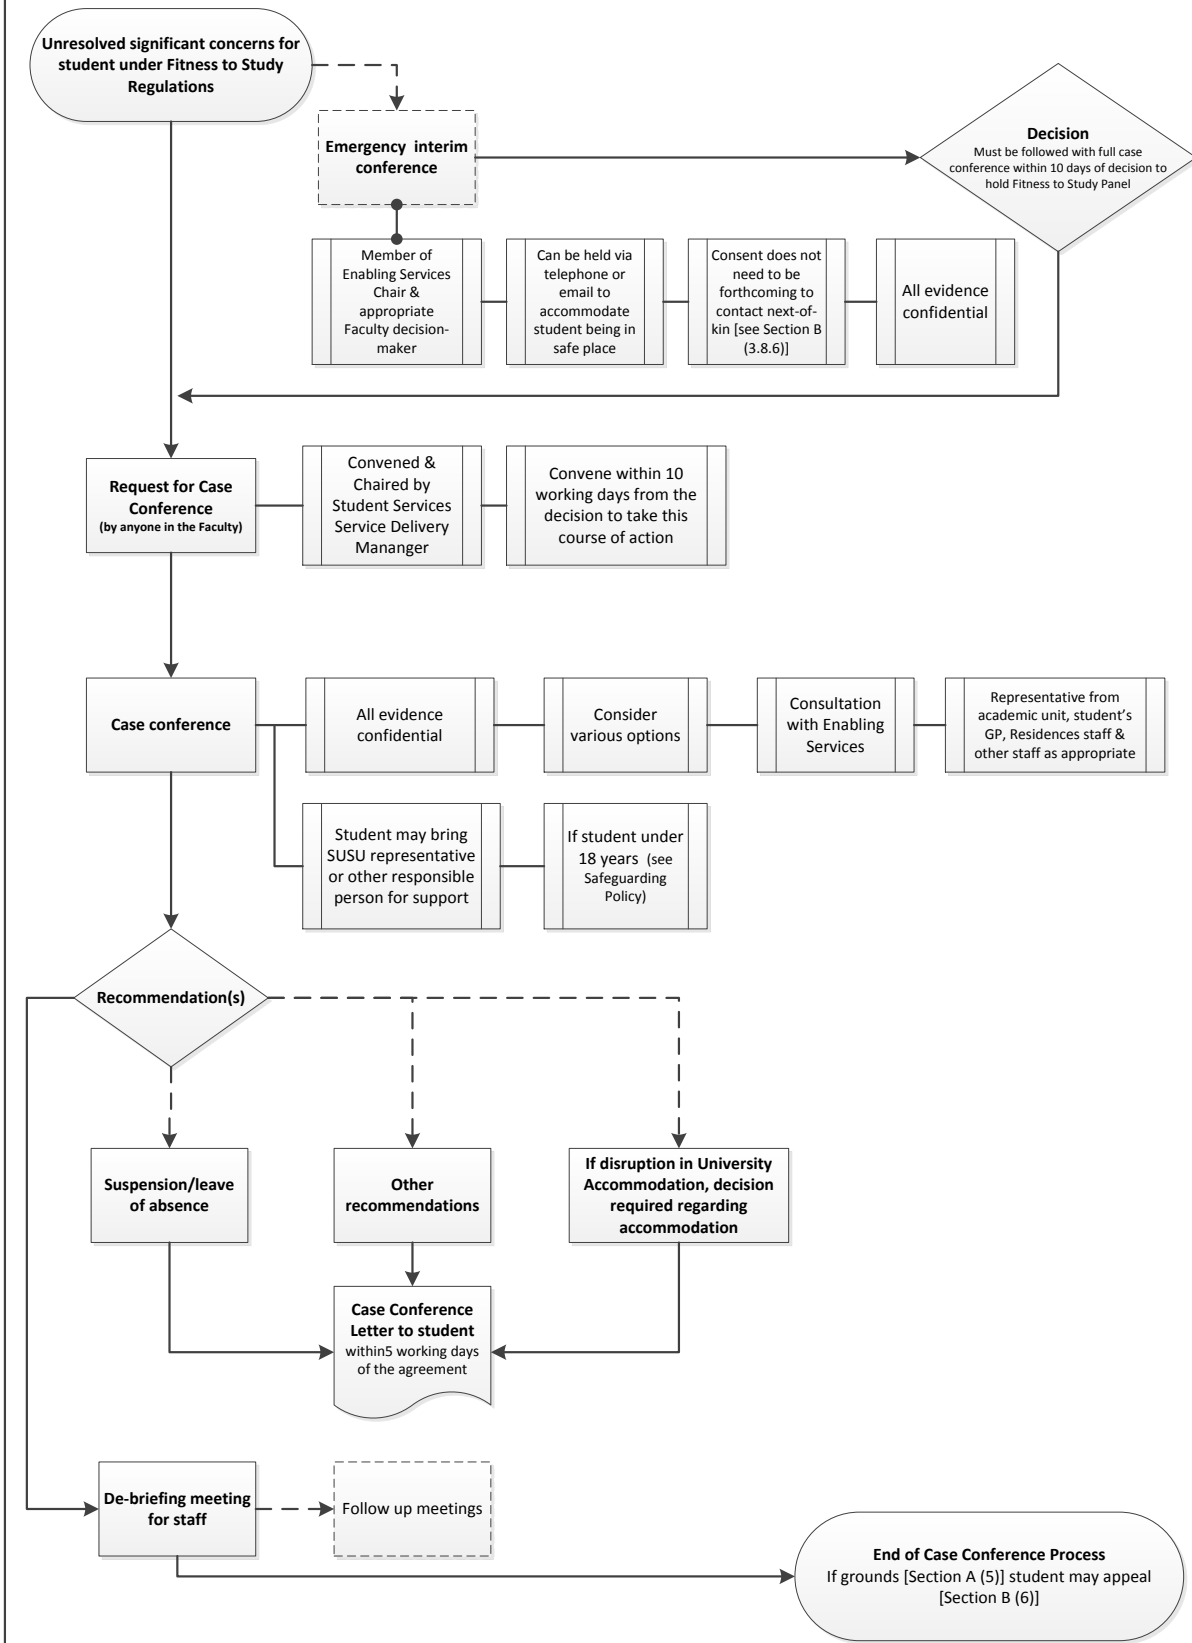 Unresolved significant concerns for
student under Fitness to Study
Regulations
Emergency interim
conference
Decision
Must be followed with full case
conference within 10 days of decision to
hold Fitness to Study Panel
Member of
Enabling Services
Chair &
appropriate
Faculty decision-
maker
Can be held via
telephone or
email to
accommodate
student being in
safe place
Consent does not
need to be
forthcoming to
contact next-of-
kin [see Section B
(3.8.6)]
All evidence
confidential
Request for Case
Conference
(by anyone in the Faculty)
Convened &
Chaired by
Student Services
Service Delivery
Mananger
Convene within 10
working days from the
decision to take this
course of action
Case conference
All evidence
confidential
Consider
various options
Consultation
with Enabling
Services
Representative from
academic unit, student’s
GP, Residences staff &
other staff as appropriate
Student may bring
SUSU representative
or other responsible
person for support
If student under
18 years (see
Safeguarding
Policy)
Recommendation(s)
Suspension/leave
of absence
Other
recommendations
If disruption in University
Accommodation, decision
required regarding
accommodation
Case Conference
Letter to student
within5 working days
of the agreement
De-briefing meeting
for staff
Follow up meetings
End of Case Conference Process
If grounds [Section A (5)] student may appeal
[Section B (6)]